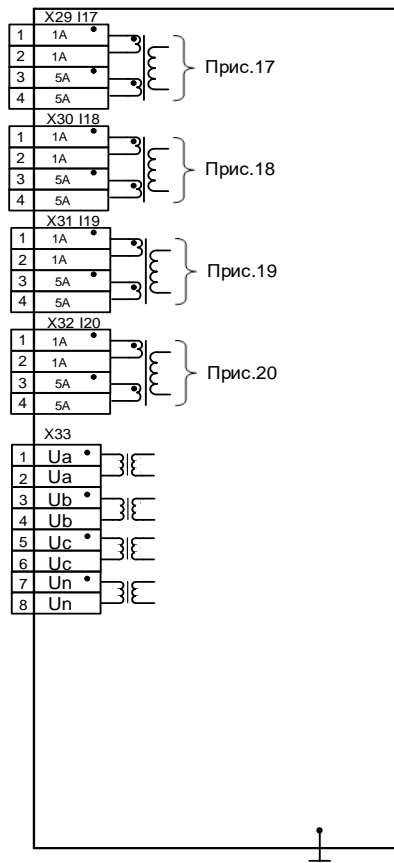 X29 I17
1 1A
2 1A
3 5A
4 5A
Прис.17
X30 I18
1 1A
2 1A
3 5A
4 5A
Прис.18
X31 I19
1 1A
2 1A
3 5A
4 5A
Прис.19
X32 I20
1 1A
2 1A
3 5A
4 5A
Прис.20
X33
1 Ua
2 Ua
3 Ub
4 Ub
5 Uc
6 Uc
7 Un
8 Un